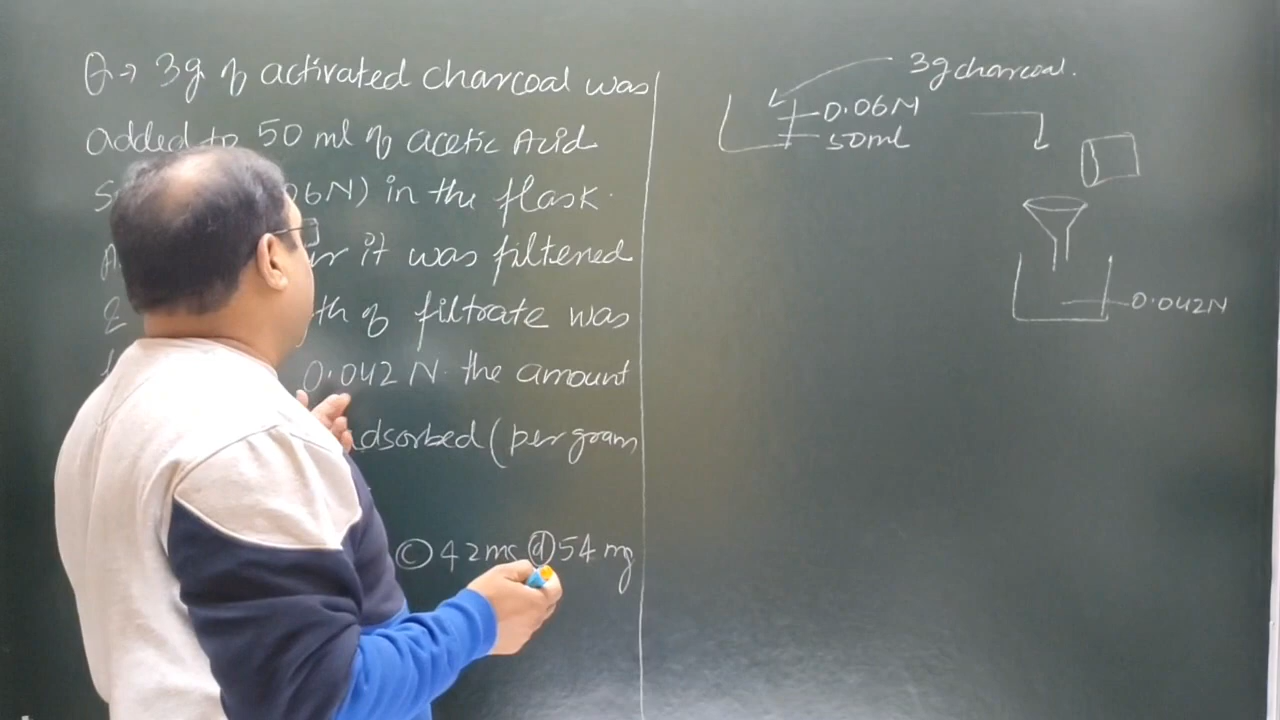 Q→ 3g of activated charcoal was
added to 50 ml of acetic Acid
06N) in the flask.
it was filtered
of filtrate was
0.042 N. the amount
dsorbed (per gram
c 42 mg d 54 mg
3g charcoal.
0.06N
50ml
0.042N